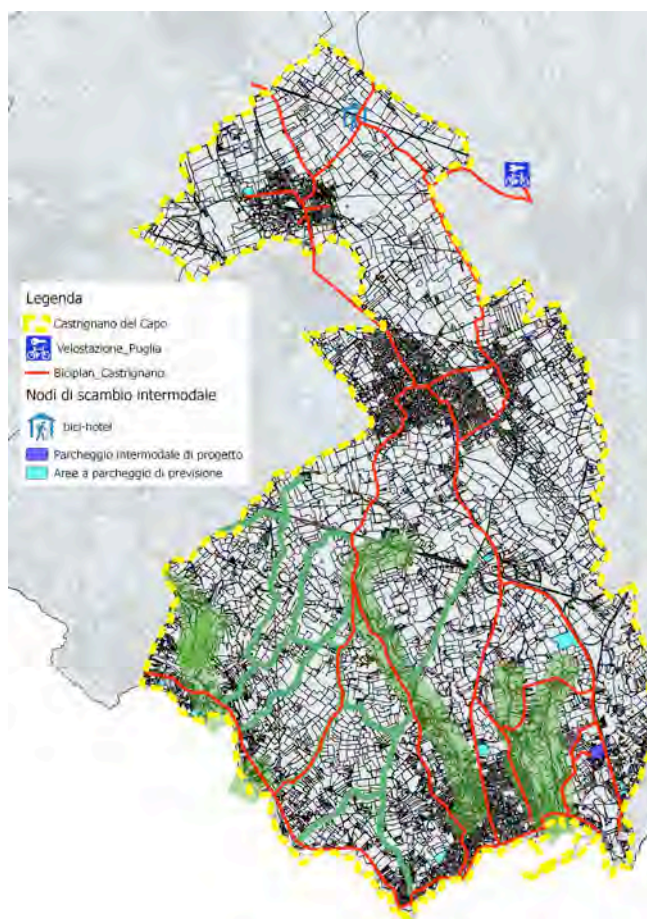 Legenda
Castrignano del Capo
Velostazione_Puglia
Biciplan_Castrignano
Nodi di scambio intermodale
bici-hotel
Parcheggio intermodale di progetto
Aree a parcheggio di previsione